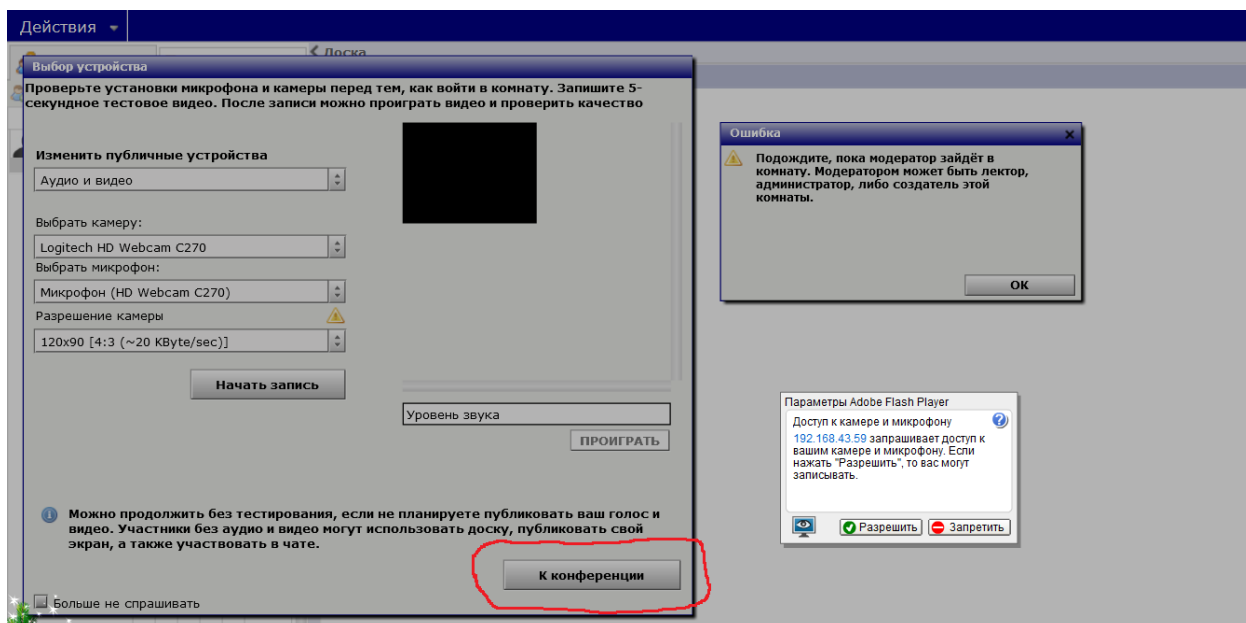 Действия
Доска
Выбор устройства
Проверьте установки микрофона и камеры перед тем, как войти в комнату. Запишите 5-
секундное тестовое видео. После записи можно проиграть видео и проверить качество
Изменить публичные устройства
Аудио и видео
Выбрать камеру:
Logitech HD Webcam C270
Выбрать микрофон:
Микрофон (HD Webcam C270)
Разрешение камеры
120x90 [4:3 (~20 KByte/sec)]
Начать запись
Уровень звука
ПРОИГРАТЬ
Можно продолжить без тестирования, если не планируете публиковать ваш голос и
видео. Участники без аудио и видео могут использовать доску, публиковать свой
экран, а также участвовать в чате.
К конференции
Больше не спрашивать
Ошибка
Подождите, пока модератор зайдёт в
комнату. Модератором может быть лектор,
администратор, либо создатель этой
комнаты.
ОК
Параметры Adobe Flash Player
Доступ к камере и микрофону
192.168.43.59 запрашивает доступ к
вашим камере и микрофону. Если
нажать "Разрешить", то вас могут
записывать.
Разрешить
Запретить